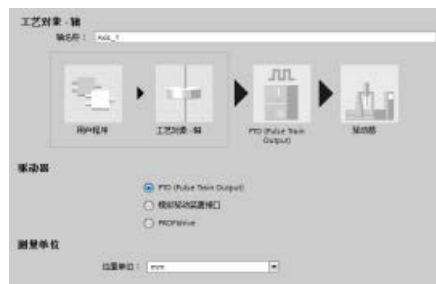 工艺对象 - 轴
轴名称： Axis_1
用户程序
工艺对象 - 轴
PTO (Pulse Train Output)
驱动器
驱动器
PTO (Pulse Train Output)
模拟驱动装置接口
PROFIdrive
测量单位
位置单位： mm